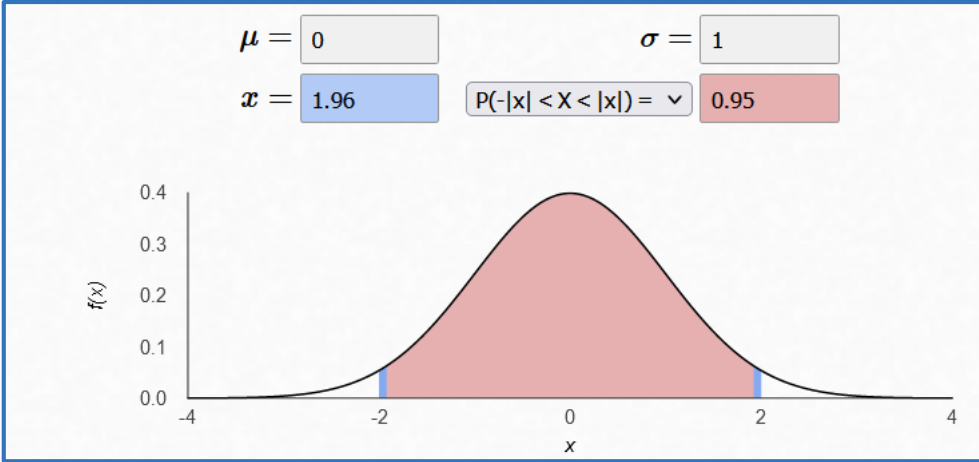 μ = 0 σ = 1
x = 1.96 P(-|x| < X < |x|) = 0.95
0.4
0.3
f(x)
0.2
0.1
0.0
-4 -2 0 2 4
x